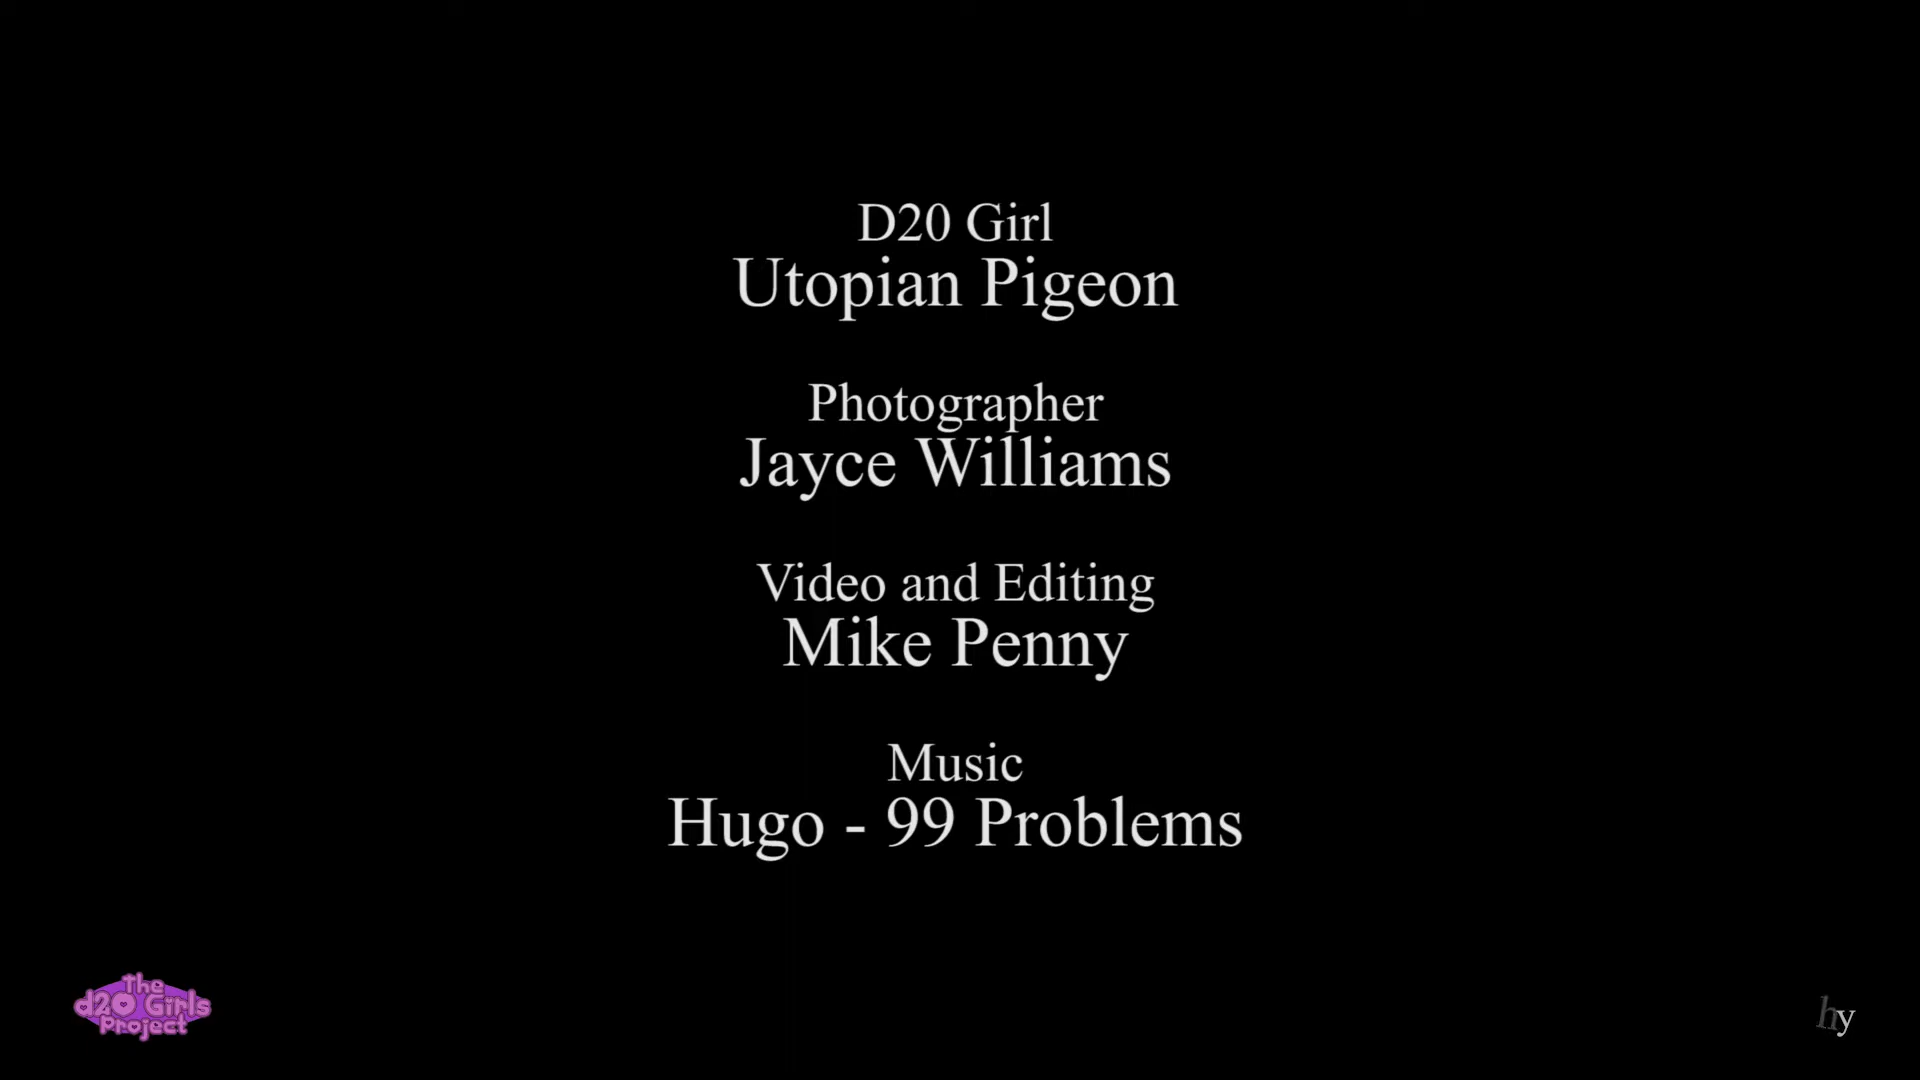 D20 Girl
Utopian Pigeon
Photographer
Jayce Williams
Video and Editing
Mike Penny
Music
Hugo - 99 Problems
The
d20 Girls
Project
hy